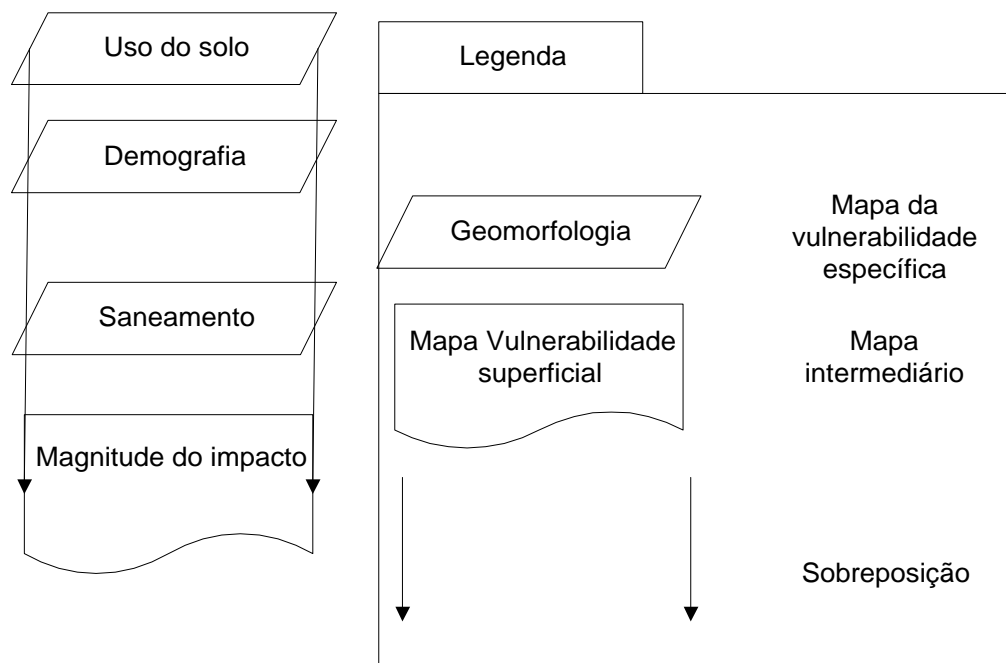 Uso do solo
Demografia
Saneamento
Magnitude do impacto
Legenda
Geomorfologia
Mapa da
vulnerabilidade
específica
Mapa Vulnerabilidade
superficial
Mapa
intermediário
Sobreposição